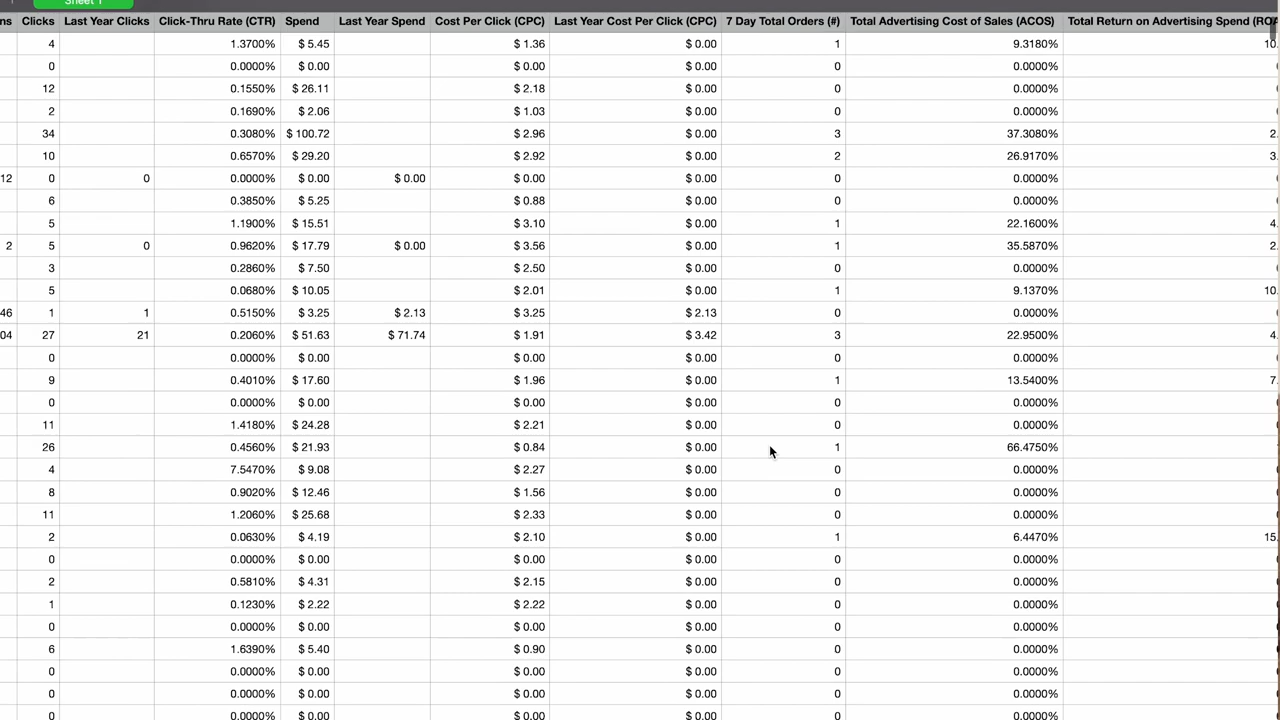 Sheet 1
ns Clicks Last Year Clicks Click-Thru Rate (CTR) Spend Last Year Spend Cost Per Click (CPC) Last Year Cost Per Click (CPC) 7 Day Total Orders (#) Total Advertising Cost of Sales (ACOS) Total Return on Advertising Spend (ROA
4 1.3700% $ 5.45 $ 1.36 $ 0.00 1 9.3180% 10.
0 0.0000% $ 0.00 $ 0.00 $ 0.00 0 0.0000%
12 0.1550% $ 26.11 $ 2.18 $ 0.00 0 0.0000%
2 0.1690% $ 2.06 $ 1.03 $ 0.00 0 0.0000%
34 0.3080% $ 100.72 $ 2.96 $ 0.00 3 37.3080% 2.
10 0.6570% $ 29.20 $ 2.92 $ 0.00 2 26.9170% 3.
12 0 0 0.0000% $ 0.00 $ 0.00 $ 0.00 $ 0.00 0 0.0000%
6 0.3850% $ 5.25 $ 0.88 $ 0.00 0 0.0000%
5 1.1900% $ 15.51 $ 3.10 $ 0.00 1 22.1600% 4.
2 5 0 0.9620% $ 17.79 $ 0.00 $ 3.56 $ 0.00 1 35.5870% 2.
3 0.2860% $ 7.50 $ 2.50 $ 0.00 0 0.0000%
5 0.0680% $ 10.05 $ 2.01 $ 0.00 1 9.1370% 10.
46 1 1 0.5150% $ 3.25 $ 2.13 $ 3.25 $ 2.13 0 0.0000%
04 27 21 0.2060% $ 51.63 $ 71.74 $ 1.91 $ 3.42 3 22.9500% 4.
0 0.0000% $ 0.00 $ 0.00 $ 0.00 0 0.0000%
9 0.4010% $ 17.60 $ 1.96 $ 0.00 1 13.5400% 7.
0 0.0000% $ 0.00 $ 0.00 $ 0.00 0 0.0000%
11 1.4180% $ 24.28 $ 2.21 $ 0.00 0 0.0000%
26 0.4560% $ 21.93 $ 0.84 $ 0.00 1 66.4750%
4 7.5470% $ 9.08 $ 2.27 $ 0.00 0 0.0000%
8 0.9020% $ 12.46 $ 1.56 $ 0.00 0 0.0000%
11 1.2060% $ 25.68 $ 2.33 $ 0.00 0 0.0000%
2 0.0630% $ 4.19 $ 2.10 $ 0.00 1 6.4470% 15.
0 0.0000% $ 0.00 $ 0.00 $ 0.00 0 0.0000%
2 0.5810% $ 4.31 $ 2.15 $ 0.00 0 0.0000%
1 0.1230% $ 2.22 $ 2.22 $ 0.00 0 0.0000%
0 0.0000% $ 0.00 $ 0.00 $ 0.00 0 0.0000%
6 1.6390% $ 5.40 $ 0.90 $ 0.00 0 0.0000%
0 0.0000% $ 0.00 $ 0.00 $ 0.00 0 0.0000%
0 0.0000% $ 0.00 $ 0.00 $ 0.00 0 0.0000%
0 0.0000% $ 0.00 $ 0.00 $ 0.00 0 0.0000%